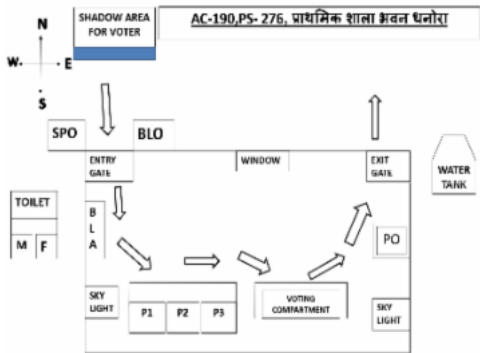 N
SHADOW AREA
FOR VOTER
AC-190,PS- 276, प्राथमिक शाला भवन धनोरा
W
E
S
SPO
BLO
ENTRY
GATE
WINDOW
EXIT
GATE
WATER
TANK
TOILET
M
F
B
L
A
PO
SKY
LIGHT
P1
P2
P3
VOTING
COMPARTMENT
SKY
LIGHT